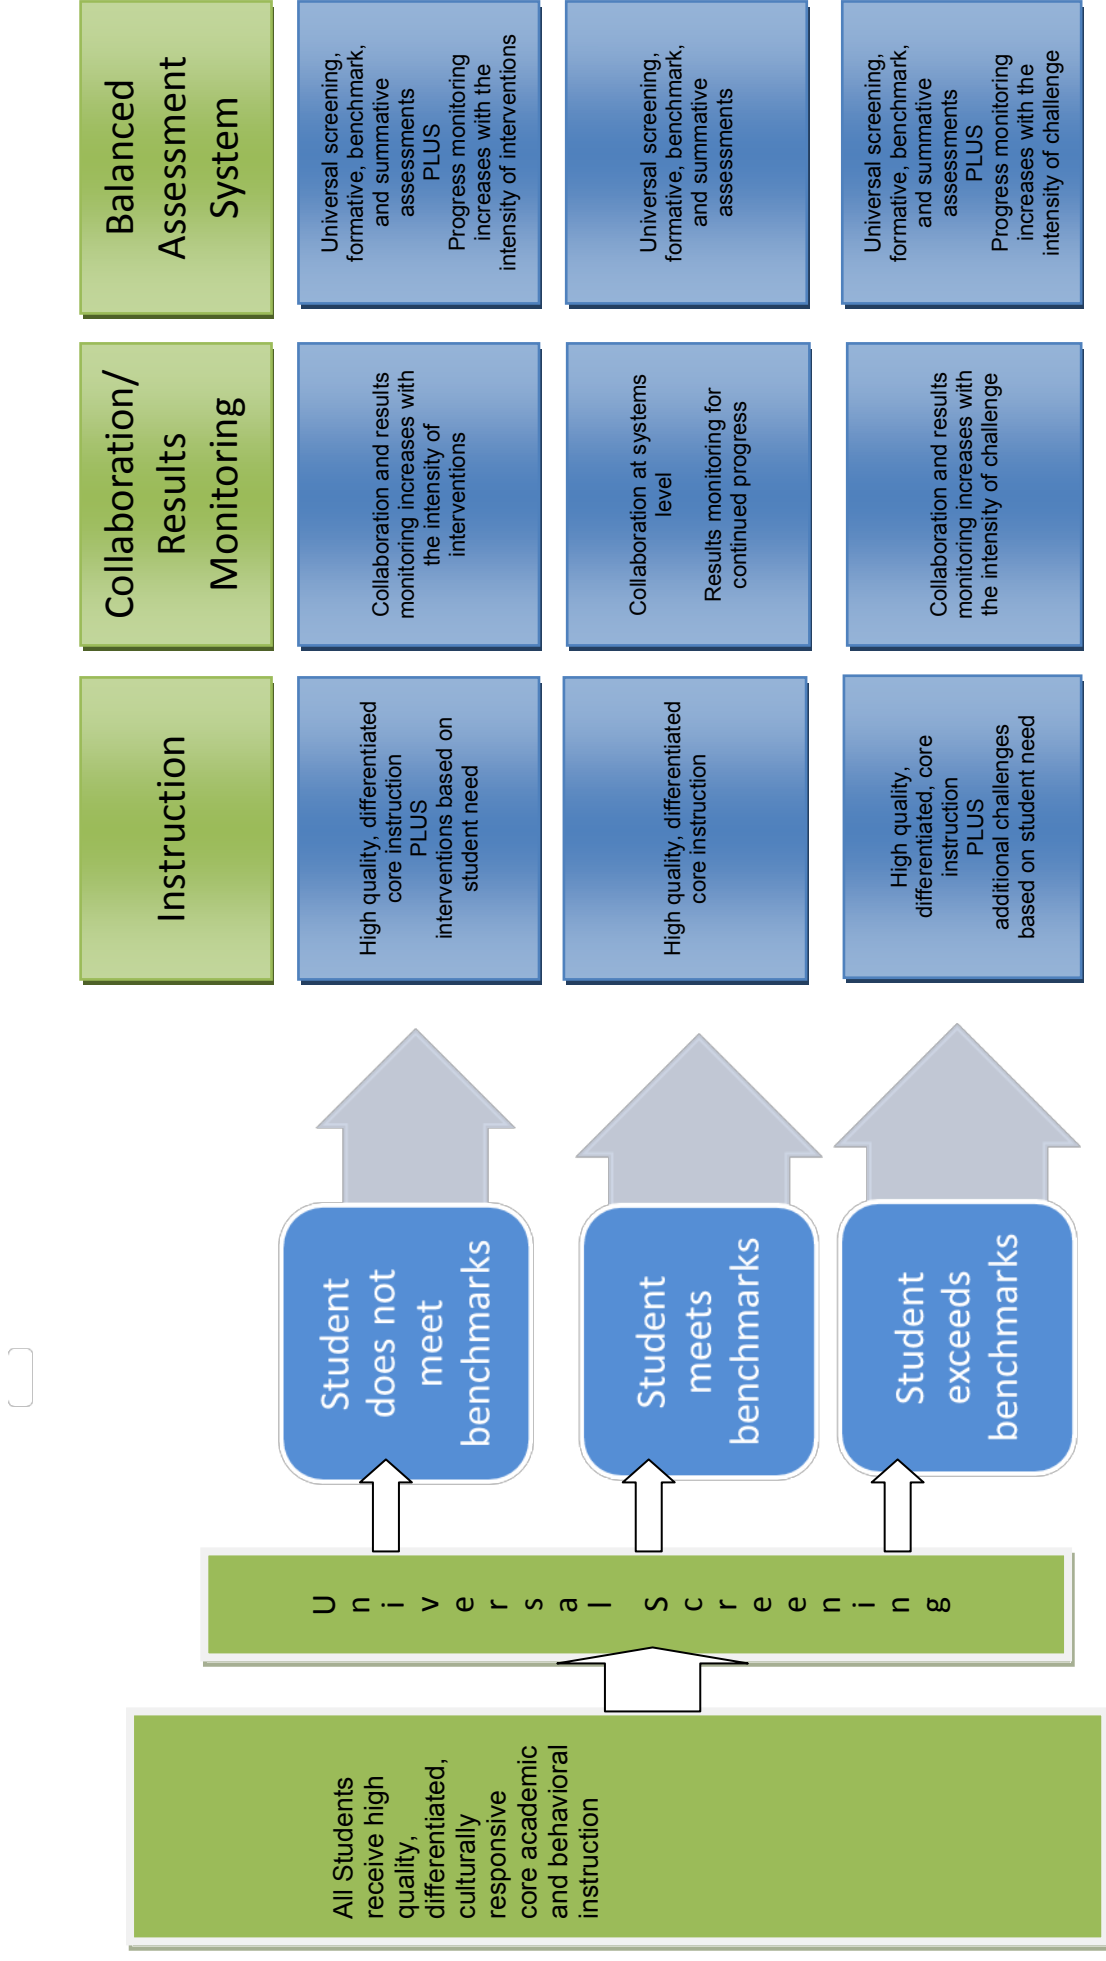 All Students
receive high
quality,
differentiated,
culturally
responsive
core academic
and behavioral
instruction
Universal Screening
Student
does not
meet
benchmarks
Student
meets
benchmarks
Student
exceeds
benchmarks
Instruction
Collaboration/
Results
Monitoring
Balanced
Assessment
System
High quality, differentiated
core instruction
PLUS
interventions based on
student need
Collaboration and results
monitoring increases with
the intensity of
interventions
Universal screening,
formative, benchmark,
and summative
assessments
PLUS
Progress monitoring
increases with the
intensity of interventions
High quality, differentiated
core instruction
Collaboration at systems
level
Results monitoring for
continued progress
Universal screening,
formative, benchmark,
and summative
assessments
High quality,
differentiated, core
instruction
PLUS
additional challenges
based on student need
Collaboration and results
monitoring increases with
the intensity of challenge
Universal screening,
formative, benchmark,
and summative
assessments
PLUS
Progress monitoring
increases with the
intensity of challenge